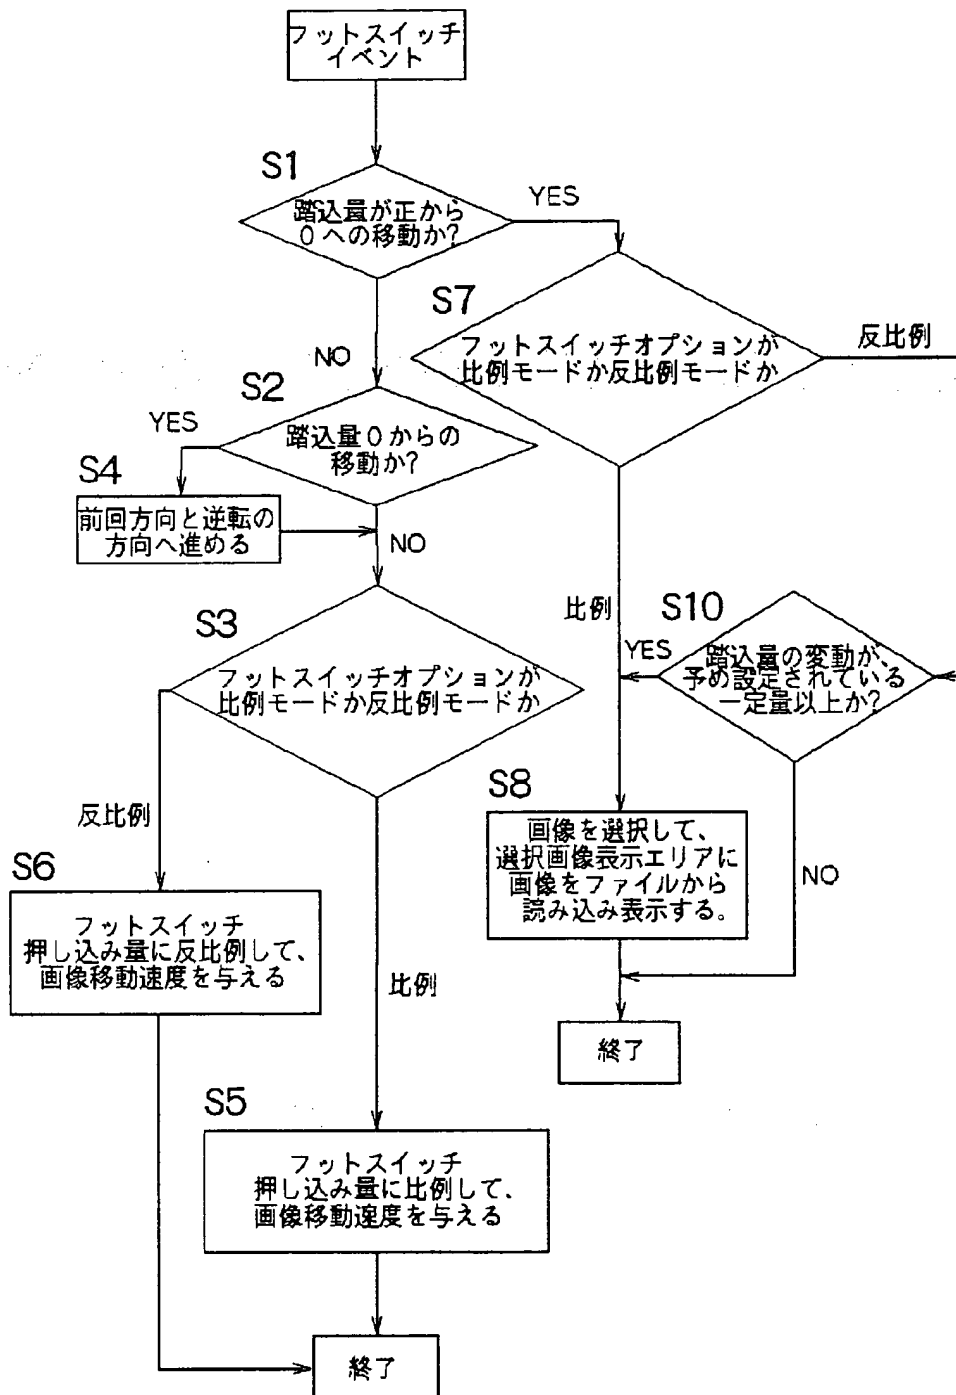 フットスイッチ
イベント
S1
踏込量が正から
0への移動か?
YES
NO
S7
フットスイッチオプションが
比例モードか反比例モードか
反比例
S2
踏込量0からの
移動か?
YES
NO
S4
前回方向と逆転の
方向へ進める
S3
フットスイッチオプションが
比例モードか反比例モードか
比例
S10
踏込量の変動が、
予め設定されている
一定量以上か?
YES
NO
反比例
S8
画像を選択して、
選択画像表示エリアに
画像をファイルから
読み込み表示する。
S6
フットスイッチ
押し込み量に反比例して、
画像移動速度を与える
比例
終了
S5
フットスイッチ
押し込み量に比例して、
画像移動速度を与える
終了